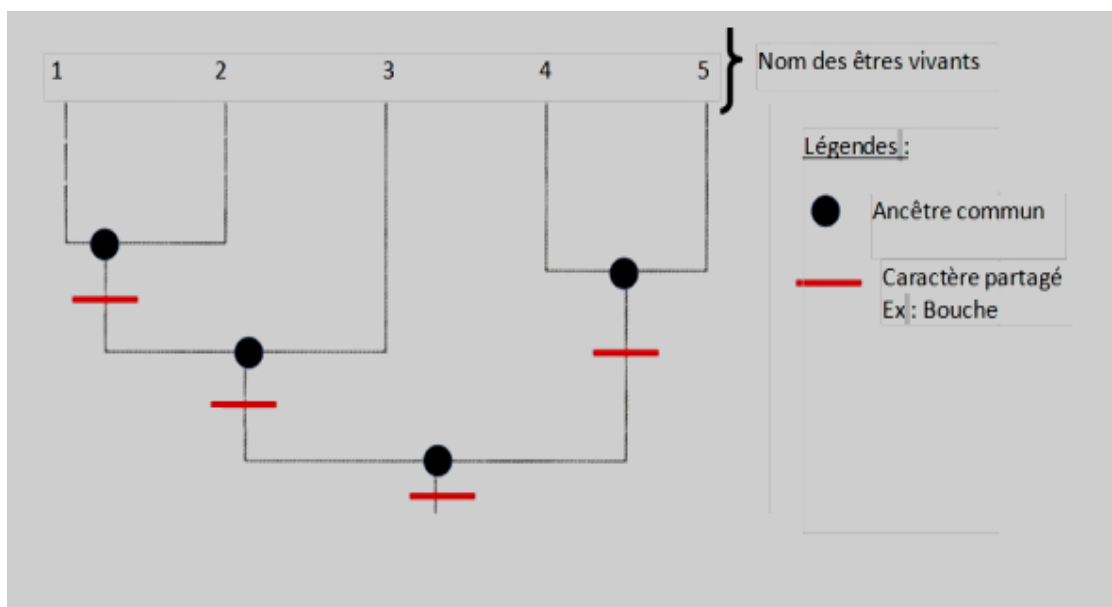 1 2 3 4 5
Nom des êtres vivants
Légendes :
Ancêtre commun
Caractère partagé
Ex : Bouche